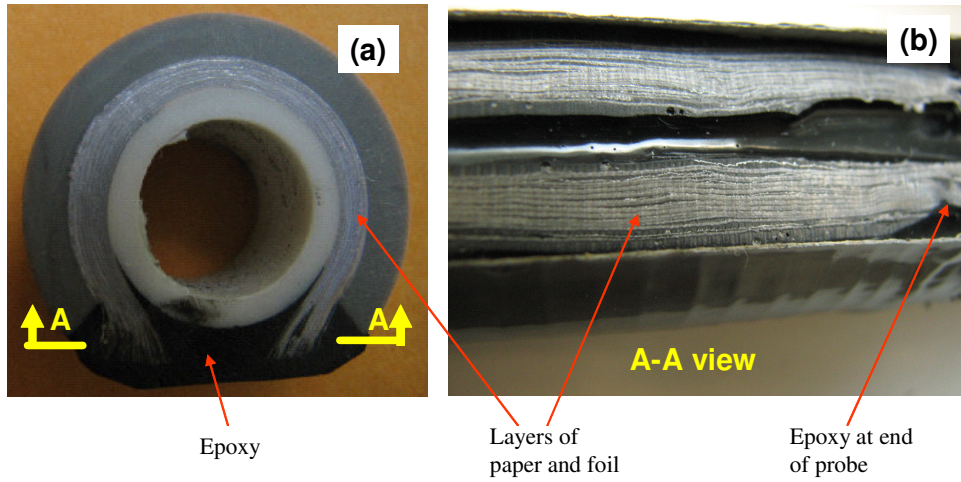 (a)
(b)
A
A
A-A view
Epoxy
Layers of
paper and foil
Epoxy at end
of probe